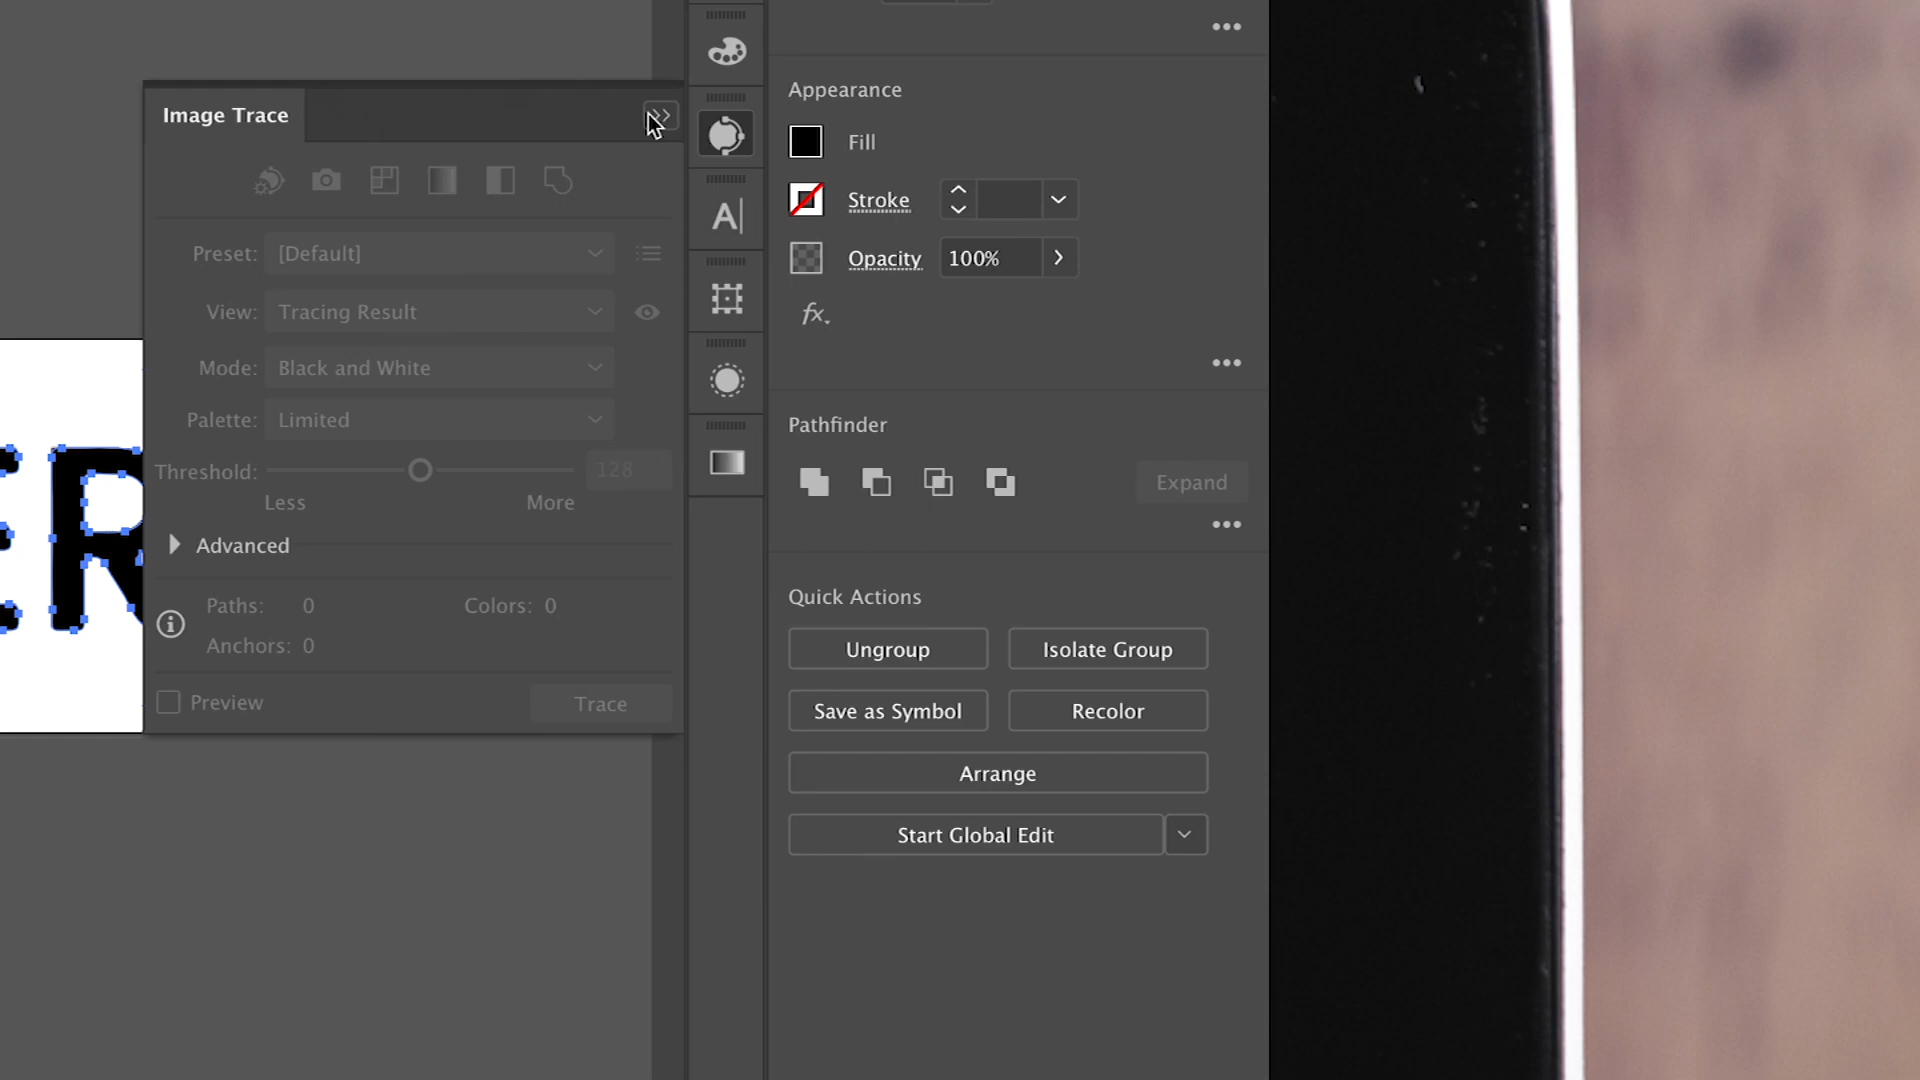 Image Trace
Preset: [Default]
View: Tracing Result
Mode: Black and White
Palette: Limited
Threshold: 128
Less More
Advanced
Paths: 0 Colors: 0
Anchors: 0
Preview Trace
ER
A
Appearance
Fill
Stroke
Opacity 100%
fx
Pathfinder
Expand
Quick Actions
Ungroup Isolate Group
Save as Symbol Recolor
Arrange
Start Global Edit